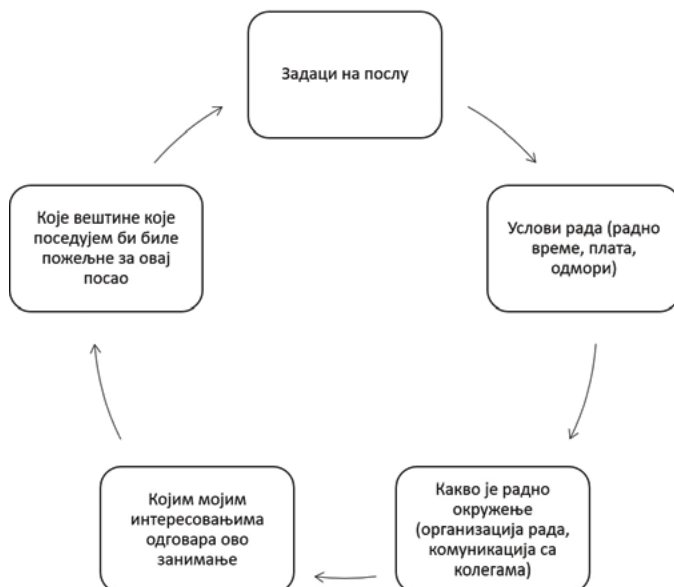 Задаци на послу
Услови рада (радно
време, плата,
одмори)
Какво је радно
окружење
(организација рада,
комуникација са
колегама)
Којим мојим
интересовањима
одговара ово
занимање
Које вештине које
поседујем би биле
пожељне за овај
посао